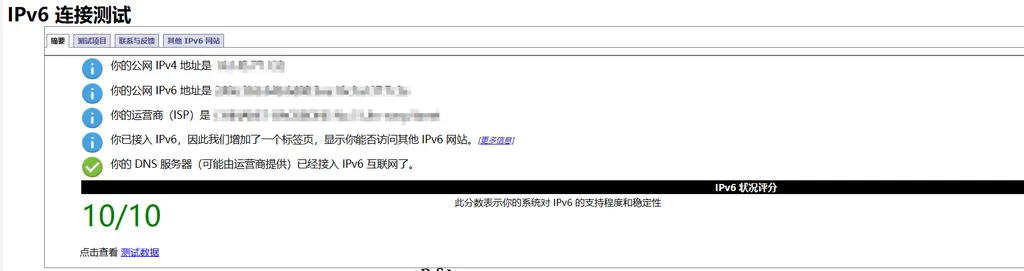 IPv6 连接测试
摘要 测试项目 联系与反馈 其他 IPv6 网站
你的公网 IPv4 地址是
你的公网 IPv6 地址是
你的运营商（ISP）是
你已接入 IPv6，因此我们增加了一个标签页，显示你能否访问其他 IPv6 网站。[更多信息]
你的 DNS 服务器（可能由运营商提供）已经接入 IPv6 互联网了。
IPv6 状况评分
此分数表示你的系统对 IPv6 的支持程度和稳定性
10/10
点击查看 测试数据